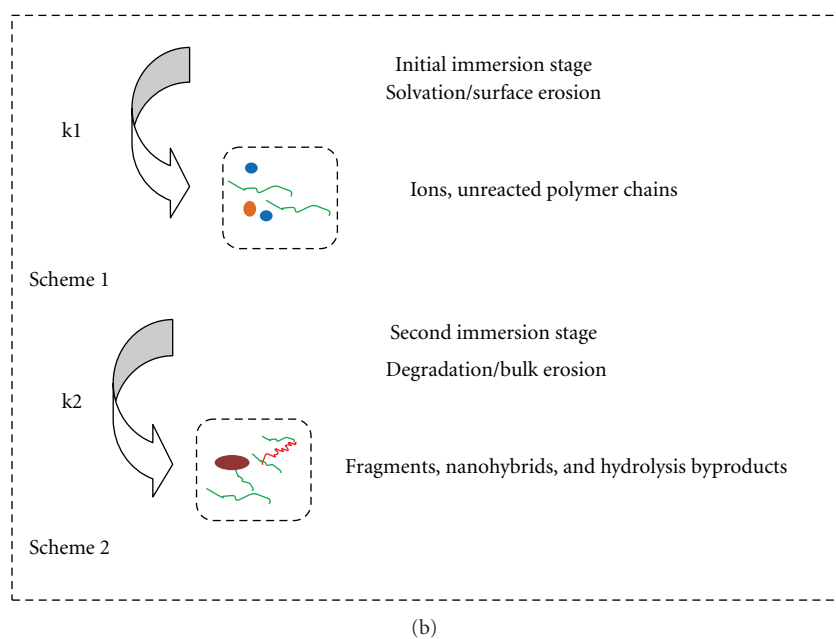 Initial immersion stage
Solvation/surface erosion
k1
Ions, unreacted polymer chains
Scheme 1
Second immersion stage
Degradation/bulk erosion
k2
Fragments, nanohybrids, and hydrolysis byproducts
Scheme 2
(b)